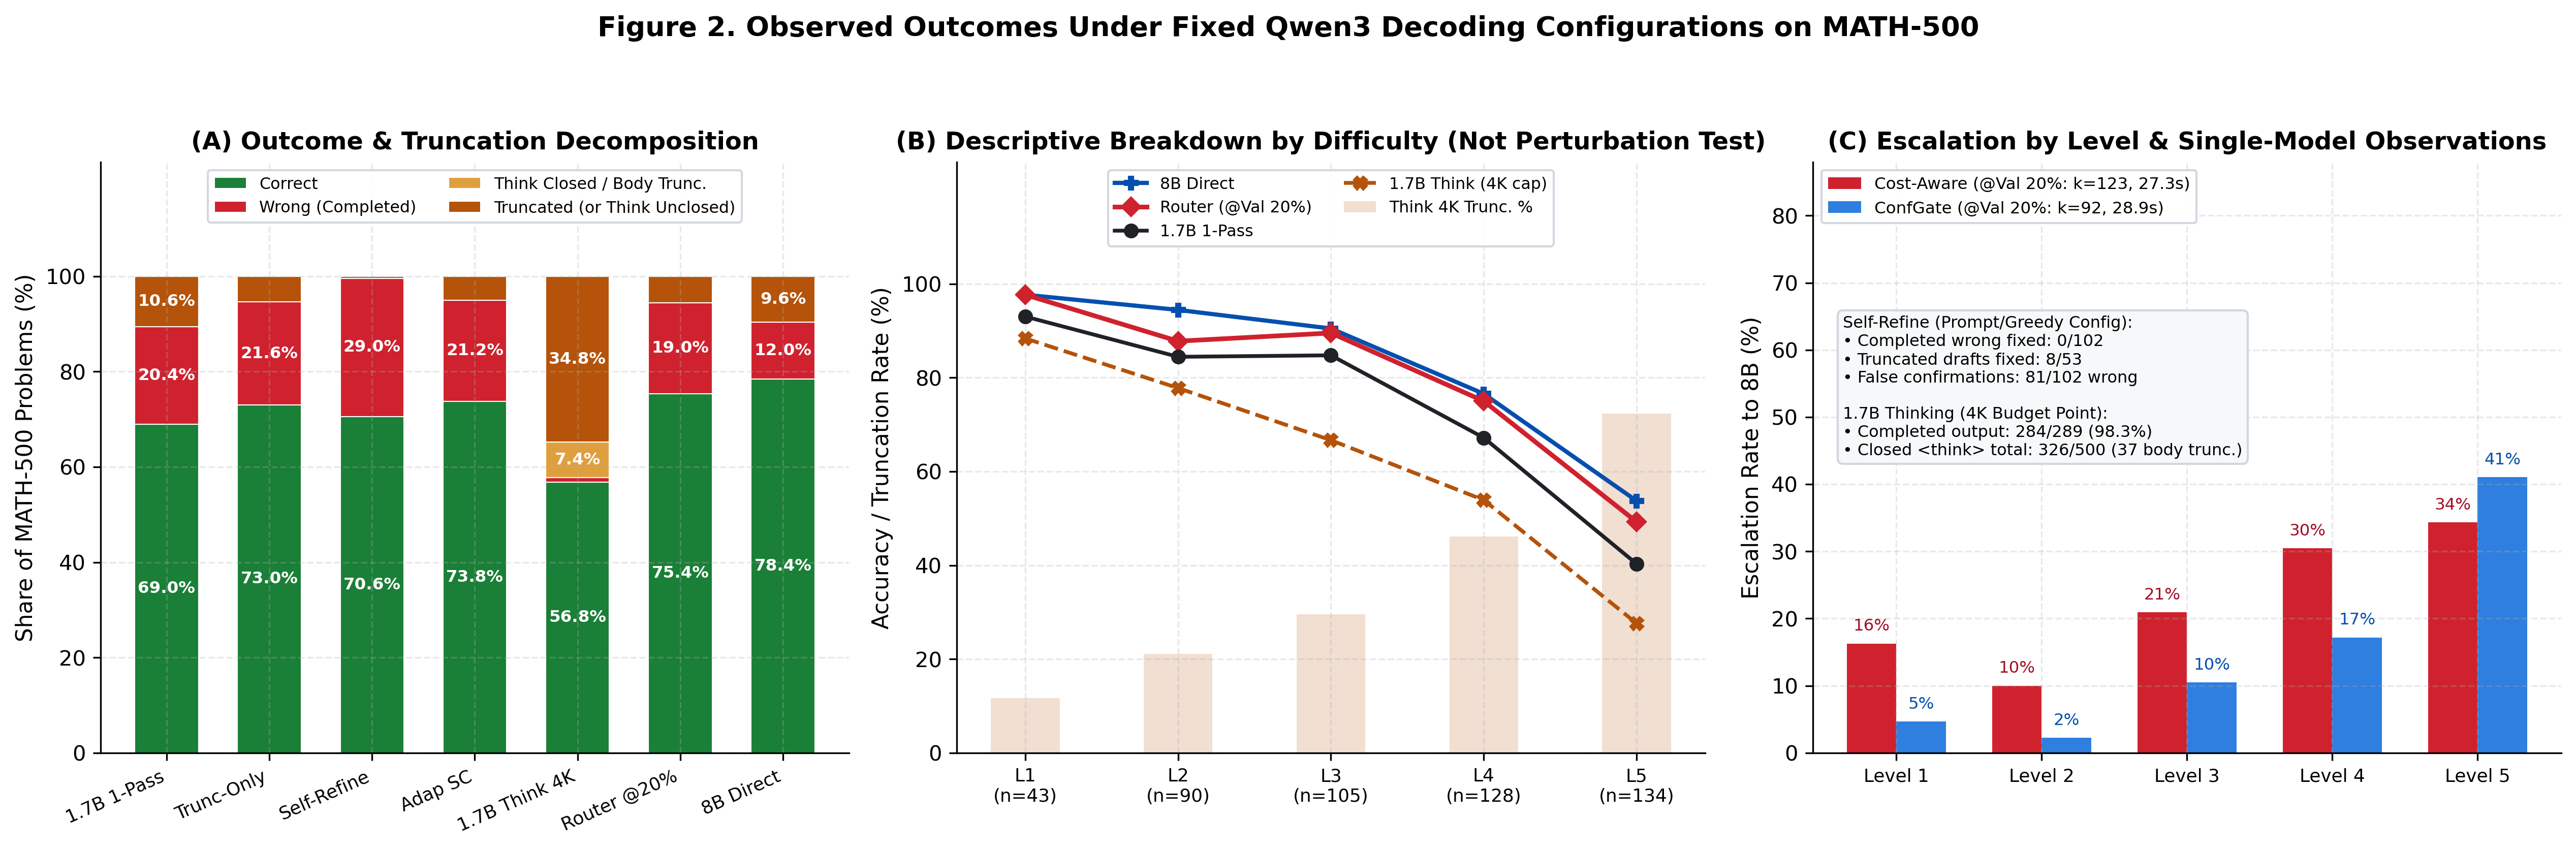 Figure 2. Observed Outcomes Under Fixed Qwen3 Decoding Configurations on MATH-500
(A) Outcome & Truncation Decomposition
Correct
Wrong (Completed)
Think Closed / Body Trunc.
Truncated (or Think Unclosed)
Share of MATH-500 Problems (%)
100
80
60
40
20
0
10.6%
20.4%
69.0%
21.6%
73.0%
29.0%
70.6%
21.2%
73.8%
34.8%
7.4%
56.8%
19.0%
75.4%
9.6%
12.0%
78.4%
1.7B 1-Pass
Trunc-Only
Self-Refine
Adap SC
1.7B Think 4K
Router @20%
8B Direct
(B) Descriptive Breakdown by Difficulty (Not Perturbation Test)
8B Direct
Router (@Val 20%)
1.7B 1-Pass
1.7B Think (4K cap)
Think 4K Trunc. %
Accuracy / Truncation Rate (%)
100
80
60
40
20
0
L1
(n=43)
L2
(n=90)
L3
(n=105)
L4
(n=128)
L5
(n=134)
(C) Escalation by Level & Single-Model Observations
Cost-Aware (@Val 20%: k=123, 27.3s)
ConfGate (@Val 20%: k=92, 28.9s)
Escalation Rate to 8B (%)
80
70
60
50
40
30
20
10
0
Self-Refine (Prompt/Greedy Config):
• Completed wrong fixed: 0/102
• Truncated drafts fixed: 8/53
• False confirmations: 81/102 wrong
1.7B Thinking (4K Budget Point):
• Completed output: 284/289 (98.3%)
• Closed <think> total: 326/500 (37 body trunc.)
16%
5%
10%
2%
21%
10%
30%
17%
34%
41%
Level 1
Level 2
Level 3
Level 4
Level 5